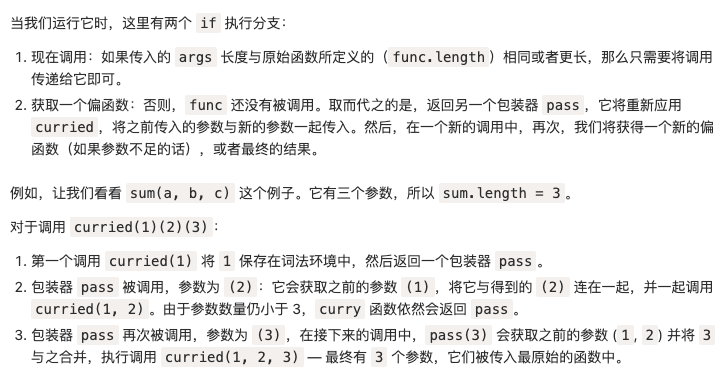 当我们运行它时，这里有两个 if 执行分支：
1. 现在调用：如果传入的 args 长度与原始函数所定义的（ func.length ）相同或者更长，那么只需要将调用
传递给它即可。
2. 获取一个偏函数：否则， func 还没有被调用。取而代之的是，返回另一个包装器 pass ，它将重新应用
curried ，将之前传入的参数与新的参数一起传入。然后，在一个新的调用中，再次，我们将获得一个新的偏
函数（如果参数不足的话），或者最终的结果。
例如，让我们看看 sum(a, b, c) 这个例子。它有三个参数，所以 sum.length = 3 。
对于调用 curried(1)(2)(3) ：
1. 第一个调用 curried(1) 将 1 保存在词法环境中，然后返回一个包装器 pass 。
2. 包装器 pass 被调用，参数为 (2) ：它会获取之前的参数 (1) ，将它与得到的 (2) 连在一起，并一起调用
curried(1, 2) 。由于参数数量仍小于 3， curry 函数依然会返回 pass 。
3. 包装器 pass 再次被调用，参数为 (3) ，在接下来的调用中， pass(3) 会获取之前的参数 ( 1 , 2 ) 并将 3
与之合并，执行调用 curried(1, 2, 3) — 最终有 3 个参数，它们被传入最原始的函数中。